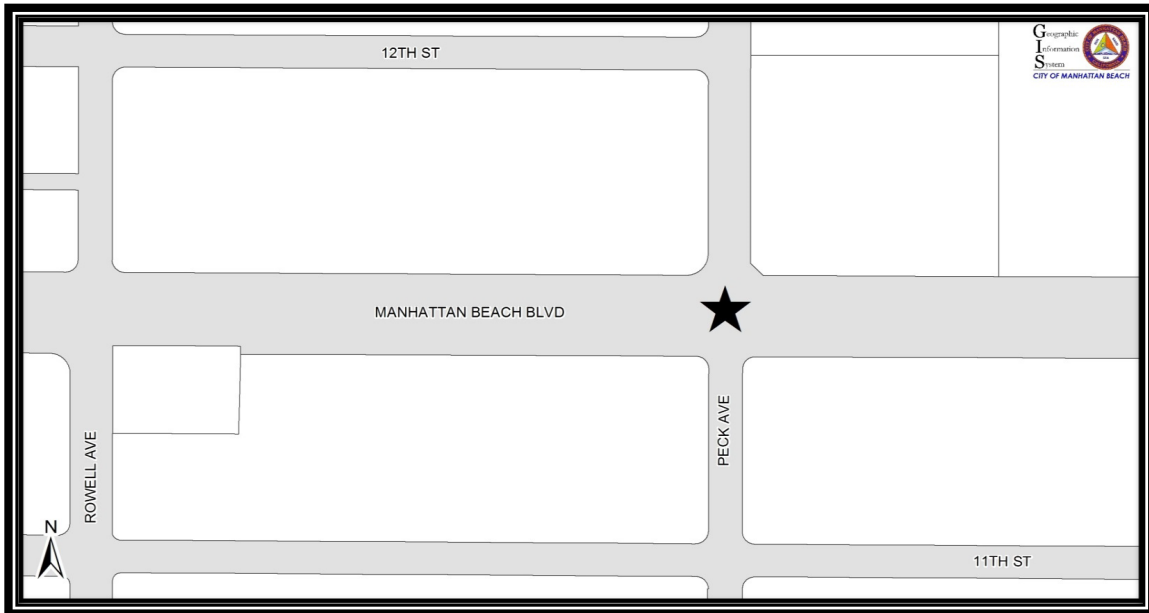 Geographic
Information
System
CITY OF MANHATTAN BEACH
12TH ST
MANHATTAN BEACH BLVD
PECK AVE
ROWELL AVE
N
11TH ST